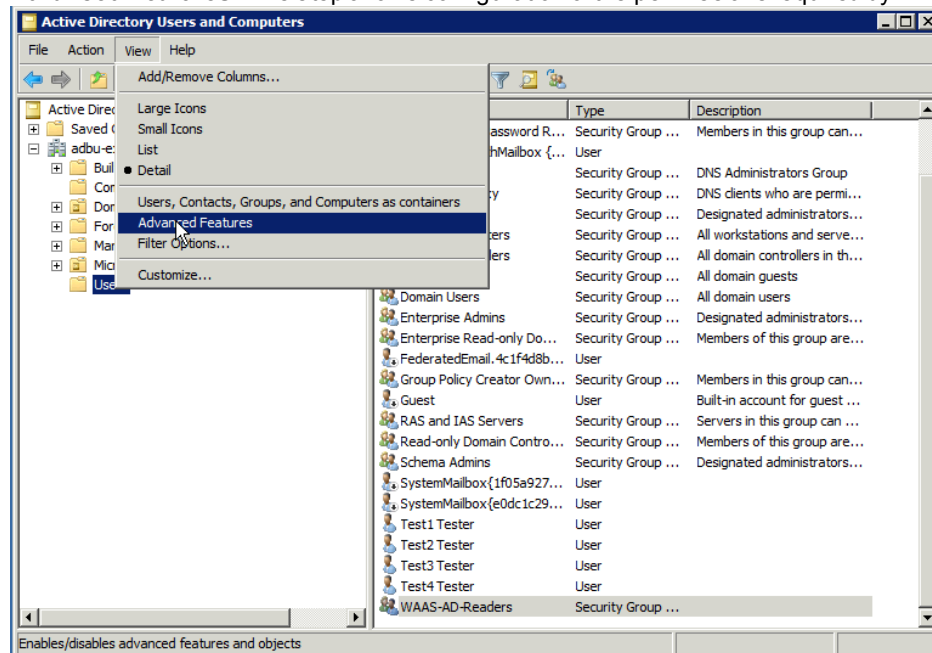 Active Directory Users and Computers
File Action View Help
Add/Remove Columns...
Large Icons
Small Icons
List
Detail
Users, Contacts, Groups, and Computers as containers
Advanced Features
Filter Options...
Customize...
Active Direc
Saved
adbu-e
Buil
Con
For
Mar
Use
Type Description
assword R... Security Group ... Members in this group can...
hMailbox {... User
Security Group ... DNS Administrators Group
Security Group ... DNS clients who are permi...
Security Group ... Designated administrators...
ters Security Group ... All workstations and serve...
lers Security Group ... All domain controllers in th...
Security Group ... All domain guests
Domain Users Security Group ... All domain users
Enterprise Admins Security Group ... Designated administrators...
Enterprise Read-only Do... Security Group ... Members of this group are...
FederatedEmail.4c1f4d8b... User
Group Policy Creator Own... Security Group ... Members in this group can...
Guest User Built-in account for guest ...
RAS and IAS Servers Security Group ... Servers in this group can ...
Read-only Domain Contro... Security Group ... Members of this group are...
Schema Admins Security Group ... Designated administrators...
SystemMailbox{1f05a927... User
SystemMailbox{e0dc1c29... User
Test1 Tester User
Test2 Tester User
Test3 Tester User
Test4 Tester User
WAAS-AD-Readers Security Group ...
Enables/disables advanced features and objects